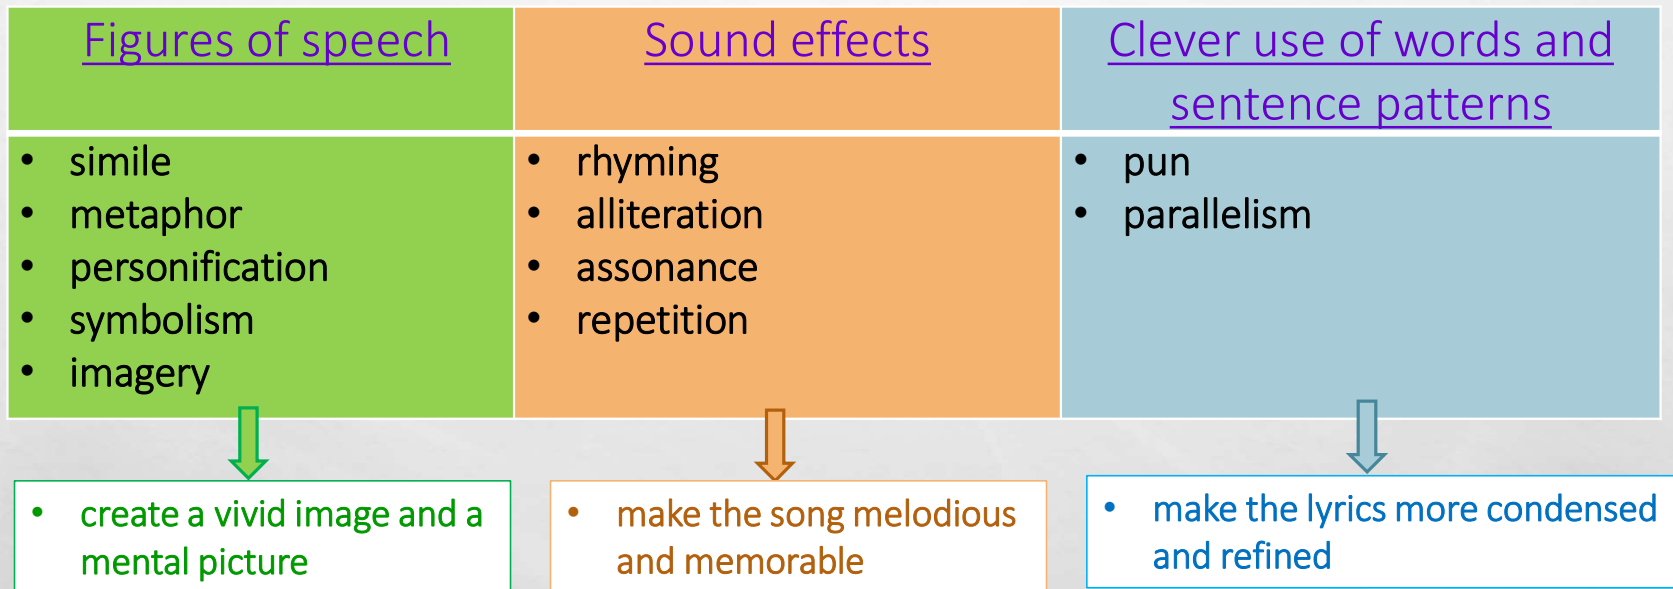 Figures of speech
Sound effects
Clever use of words and
sentence patterns
• simile
• metaphor
• personification
• symbolism
• imagery
• rhyming
• alliteration
• assonance
• repetition
• pun
• parallelism
• create a vivid image and a
mental picture
• make the song melodious
and memorable
• make the lyrics more condensed
and refined